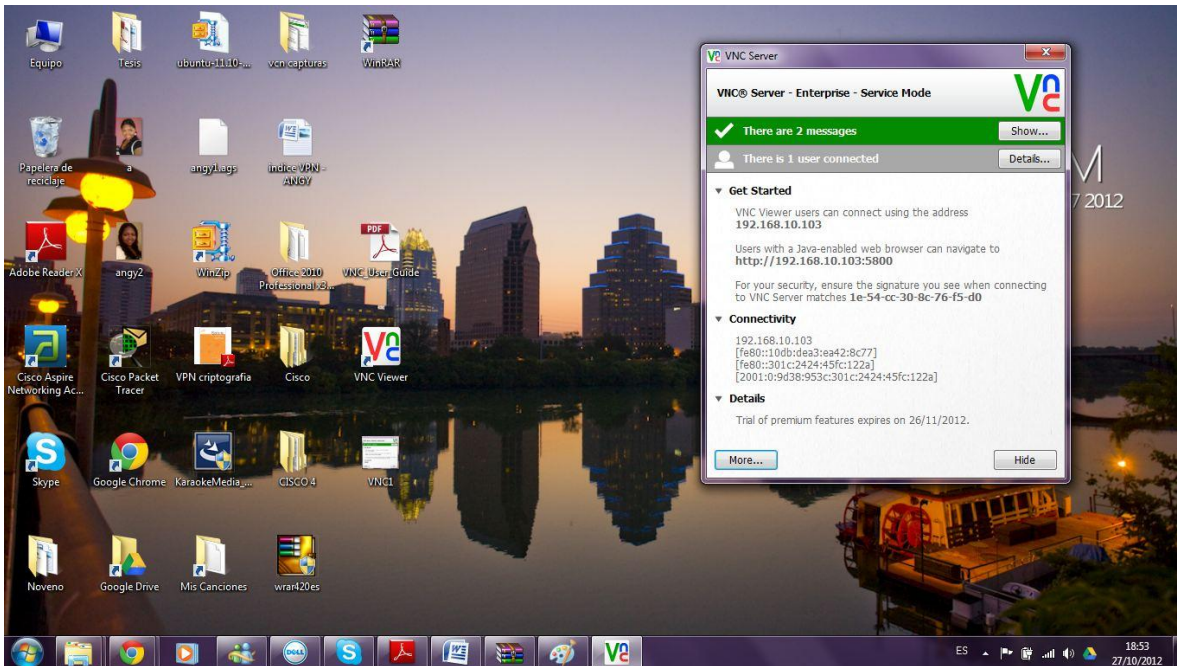 Equipo
Tesis
ubuntu-11.10-...
vcn capturas
WinRAR
Papelera de
reciclaje
a
angy1.ags
indice VPN -
ANGY
Adobe Reader X
angy2
WinZip
Office 2010
Professional x3...
PDF
VNC_User_Guide
Cisco Aspire
Networking Ac...
Cisco Packet
Tracer
VPN criptografia
Cisco
VNC Viewer
Skype
Google Chrome
KaraokeMedia_...
CISCO 4
VNC1
Noveno
Google Drive
Mis Canciones
wrar420es
VNC Server
VNC® Server - Enterprise - Service Mode
There are 2 messages
Show...
There is 1 user connected
Details...
Get Started
VNC Viewer users can connect using the address
192.168.10.103
Users with a Java-enabled web browser can navigate to
http://192.168.10.103:5800
For your security, ensure the signature you see when connecting
to VNC Server matches 1e-54-cc-30-8c-76-f5-d0
Connectivity
192.168.10.103
[fe80::10db:dea3:ea42:8c77]
[fe80::301c:2424:45fc:122a]
[2001:0:9d38:953c:301c:2424:45fc:122a]
Details
Trial of premium features expires on 26/11/2012.
More...
Hide
M
7 2012
DELL
ES
18:53
27/10/2012